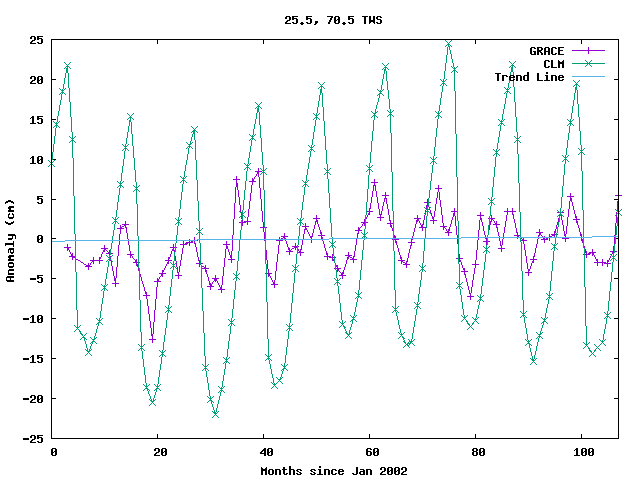 25.5, 70.5 TWS
GRACE
CLM
Trend Line
Anomaly (cm)
25
20
15
10
5
0
-5
-10
-15
-20
-25
0 20 40 60 80 100
Months since Jan 2002